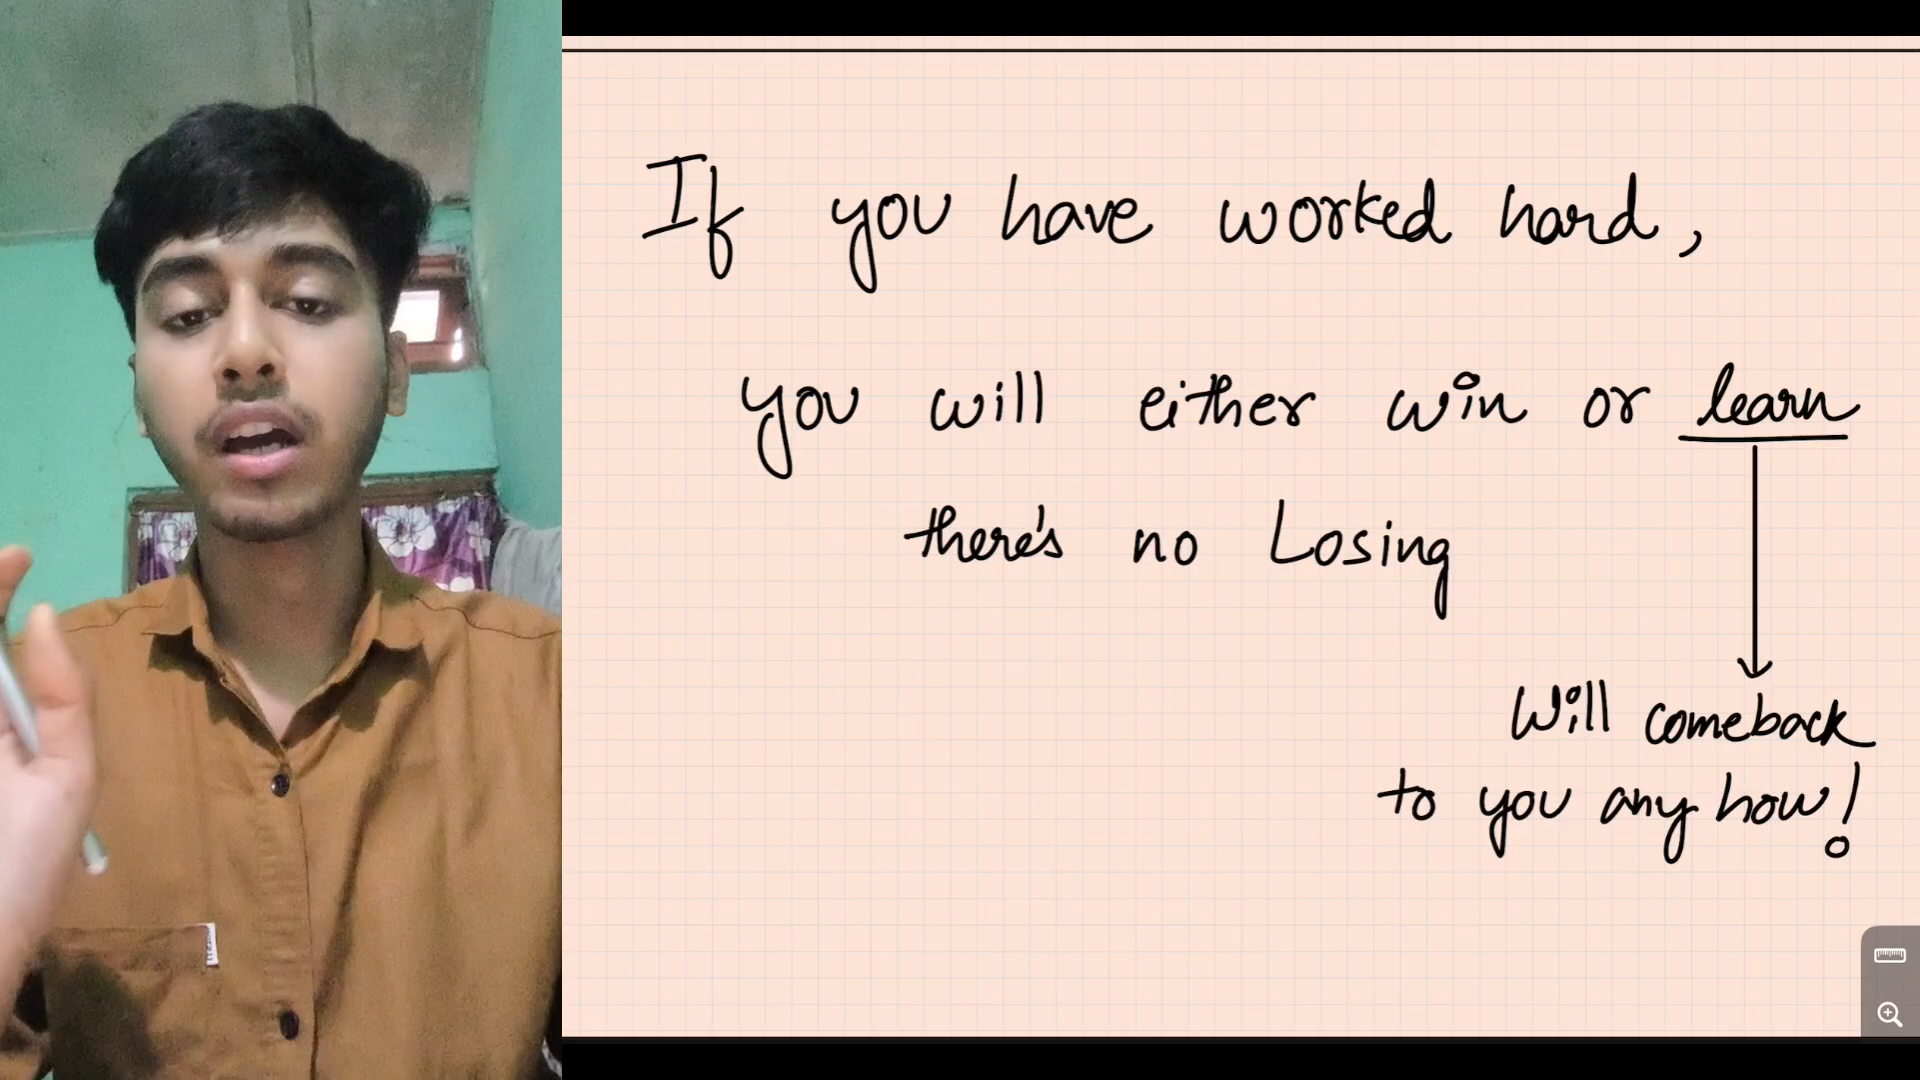 If you have worked hard,
you will either win or learn
there's no Losing
Will comeback
to you any how!